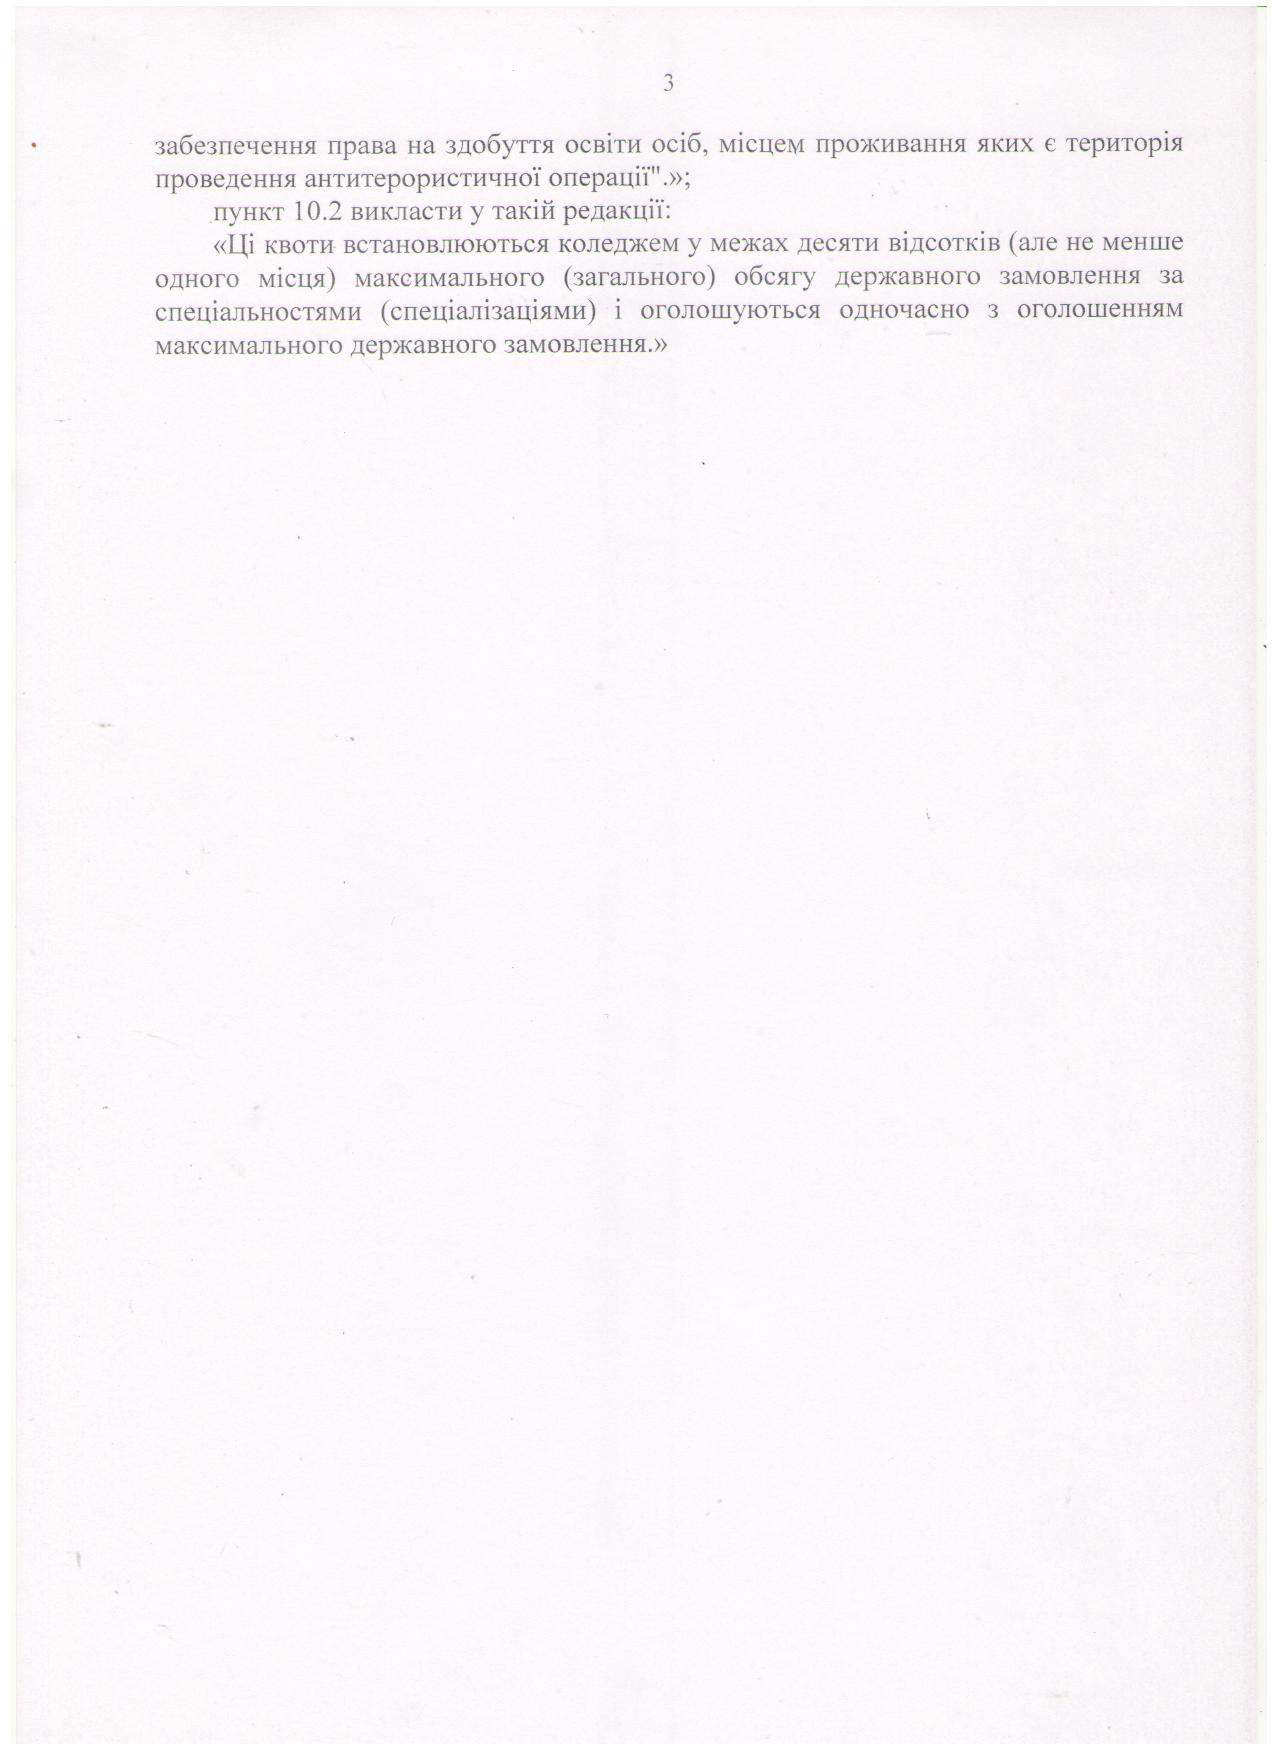 3
забезпечення права на здобуття освіти осіб, місцем проживання яких є територія
проведення антитерористичної операції".»;
пункт 10.2 викласти у такій редакції:
«Ці квоти встановлюються коледжем у межах десяти відсотків (але не менше
одного місця) максимального (загального) обсягу державного замовлення за
спеціальностями (спеціалізаціями) і оголошуються одночасно з оголошенням
максимального державного замовлення.»